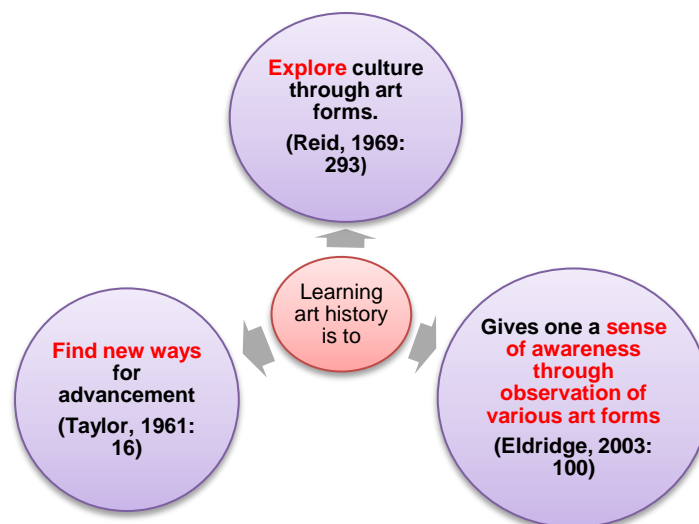 Explore culture
through art
forms.
(Reid, 1969:
293)
Learning
art history
is to
Find new ways
for
advancement
(Taylor, 1961:
16)
Gives one a sense
of awareness
through
observation of
various art forms
(Eldridge, 2003:
100)